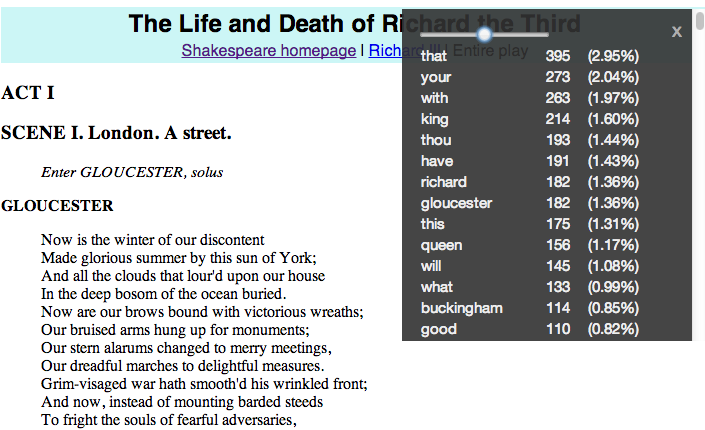 The Life and Death of Richard the Third
Shakespeare homepage | Richard III | Entire play
ACT I
SCENE I. London. A street.
Enter GLOUCESTER, solus
GLOUCESTER
Now is the winter of our discontent
Made glorious summer by this sun of York;
And all the clouds that lour'd upon our house
In the deep bosom of the ocean buried.
Now are our brows bound with victorious wreaths;
Our bruised arms hung up for monuments;
Our stern alarums changed to merry meetings,
Our dreadful marches to delightful measures.
Grim-visaged war hath smooth'd his wrinkled front;
And now, instead of mounting barded steeds
To fright the souls of fearful adversaries,
x
that 395 (2.95%)
your 273 (2.04%)
with 263 (1.97%)
king 214 (1.60%)
thou 193 (1.44%)
have 191 (1.43%)
richard 182 (1.36%)
gloucester 182 (1.36%)
this 175 (1.31%)
queen 156 (1.17%)
will 145 (1.08%)
what 133 (0.99%)
buckingham 114 (0.85%)
good 110 (0.82%)